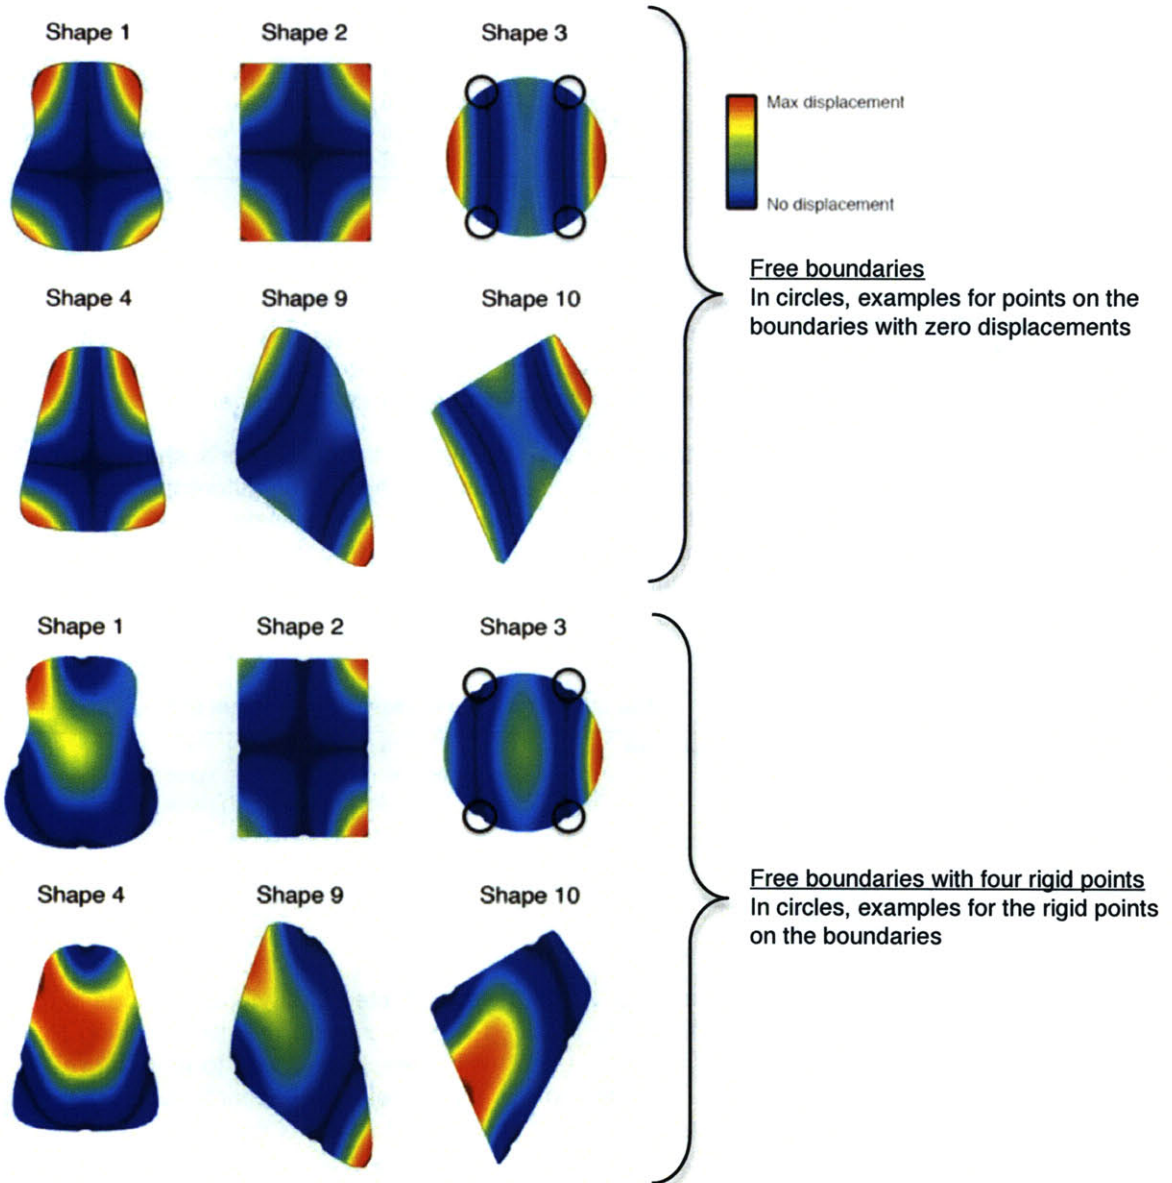 Shape 1
Shape 2
Shape 3
Max displacement
No displacement
Free boundaries
In circles, examples for points on the
boundaries with zero displacements
Shape 4
Shape 9
Shape 10
Shape 1
Shape 2
Shape 3
Shape 4
Shape 9
Shape 10
Free boundaries with four rigid points
In circles, examples for the rigid points
on the boundaries